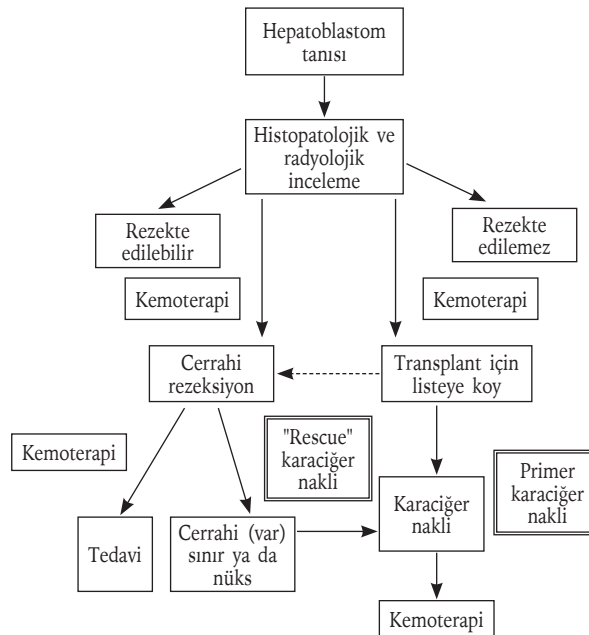 Hepatoblastom
tanısı
Histopatolojik ve
radyolojik
inceleme
Rezekte
edilebilir
Rezekte
edilemez
Kemoterapi
Kemoterapi
Cerrahi
rezeksiyon
Transplant için
listeye koy
Kemoterapi
"Rescue"
karaciğer
nakli
Primer
karaciğer
nakli
Tedavi
Cerrahi (var)
sınır ya da
nüks
Karaciğer
nakli
Kemoterapi